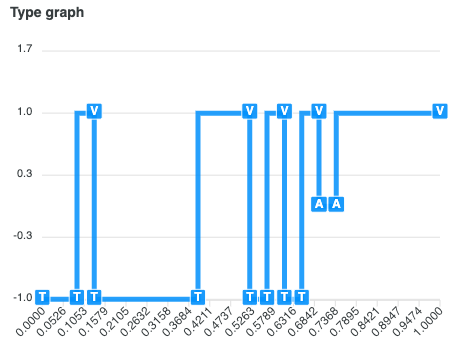 Type graph
1.7
1.0
0.3
-0.3
-1.0
V V V V V
A A
T T T T T T T T
0.0000 0.0526 0.1053 0.1579 0.2105 0.2632 0.3158 0.3684 0.4211 0.4737 0.5263 0.5789 0.6316 0.6842 0.7368 0.7895 0.8421 0.8947 0.9474 1.0000